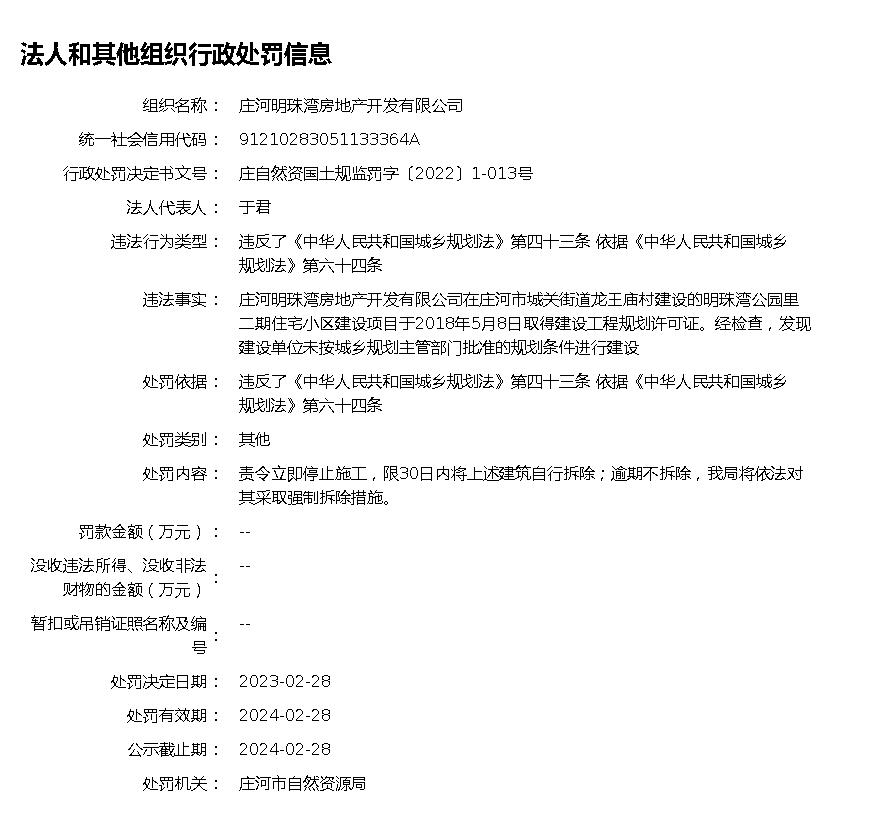 法人和其他组织行政处罚信息
组织名称： 庄河明珠湾房地产开发有限公司
统一社会信用代码： 91210283051133364A
行政处罚决定书文号： 庄自然资国土规监罚字〔2022〕1-013号
法人代表人： 于君
违法行为类型： 违反了《中华人民共和国城乡规划法》第四十三条 依据《中华人民共和国城乡
规划法》第六十四条
违法事实： 庄河明珠湾房地产开发有限公司在庄河市城关街道龙王庙村建设的明珠湾公园里
二期住宅小区建设项目于2018年5月8日取得建设工程规划许可证。经检查，发现
建设单位未按城乡规划主管部门批准的规划条件进行建设
处罚依据： 违反了《中华人民共和国城乡规划法》第四十三条 依据《中华人民共和国城乡
规划法》第六十四条
处罚类别： 其他
处罚内容： 责令立即停止施工，限30日内将上述建筑自行拆除；逾期不拆除，我局将依法对
其采取强制拆除措施。
罚款金额（万元）： --
没收违法所得、没收非法
财物的金额（万元）： --
暂扣或吊销证照名称及编
号： --
处罚决定日期： 2023-02-28
处罚有效期： 2024-02-28
公示截止期： 2024-02-28
处罚机关： 庄河市自然资源局